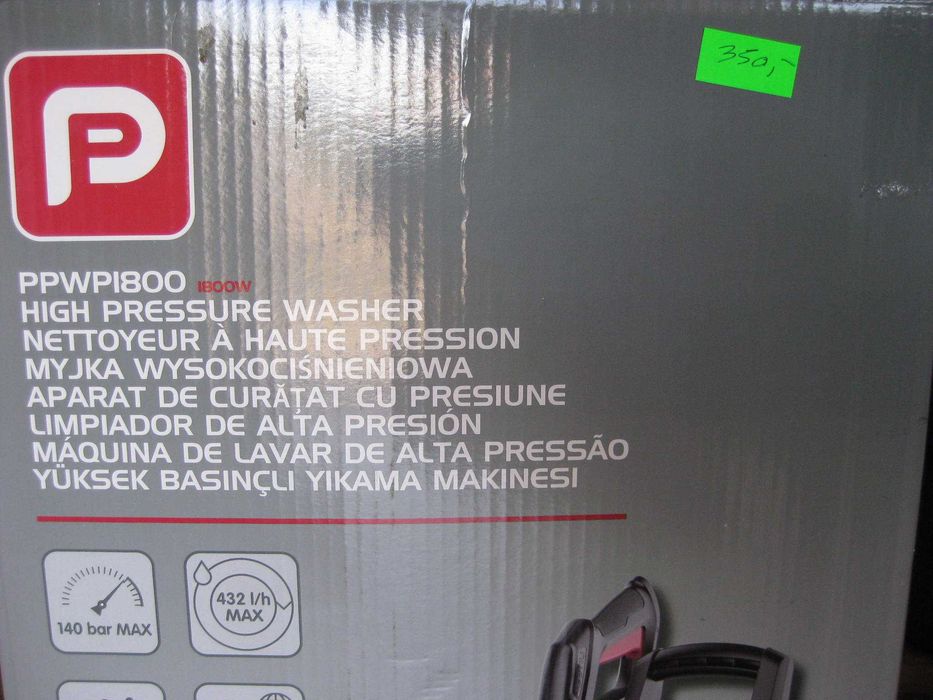 350,-
P
PPWP1800 1800W
HIGH PRESSURE WASHER
NETTOYEUR À HAUTE PRESSION
MYJKA WYSOKOCIŚNIENIOWA
APARAT DE CURĂȚAT CU PRESIUNE
LIMPIADOR DE ALTA PRESIÓN
MÁQUINA DE LAVAR DE ALTA PRESSÃO
YÜKSEK BASINÇLI YIKAMA MAKINESI
140 bar MAX
432 l/h
MAX